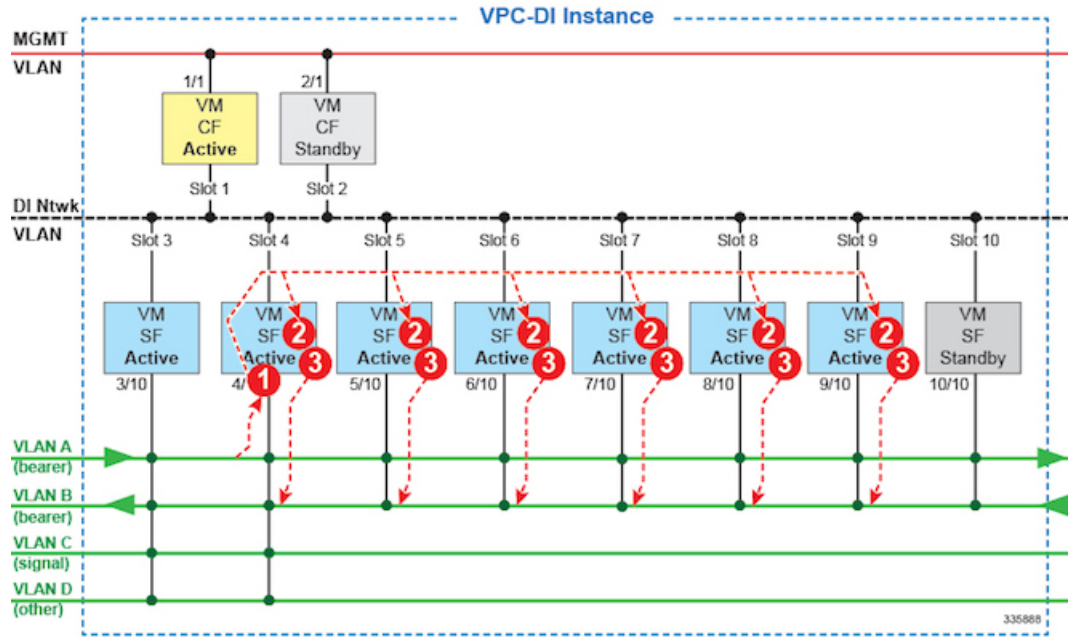 VPC-DI Instance
MGMT
VLAN
1/1
2/1
VM
CF
Active
VM
CF
Standby
Slot 1
Slot 2
DI Ntwk
VLAN
Slot 3
Slot 4
Slot 5
Slot 6
Slot 7
Slot 8
Slot 9
Slot 10
VM
SF
Active
3/10
VM
SF 2
Active 3
4/ 1
VM
SF 2
Active 3
5/10
VM
SF 2
Active 3
6/10
VM
SF 2
Active 3
7/10
VM
SF 2
Active 3
8/10
VM
SF 2
Active 3
9/10
VM
SF
Standby
10/10
VLAN A
(bearer)
VLAN B
(bearer)
VLAN C
(signal)
VLAN D
(other)
335888